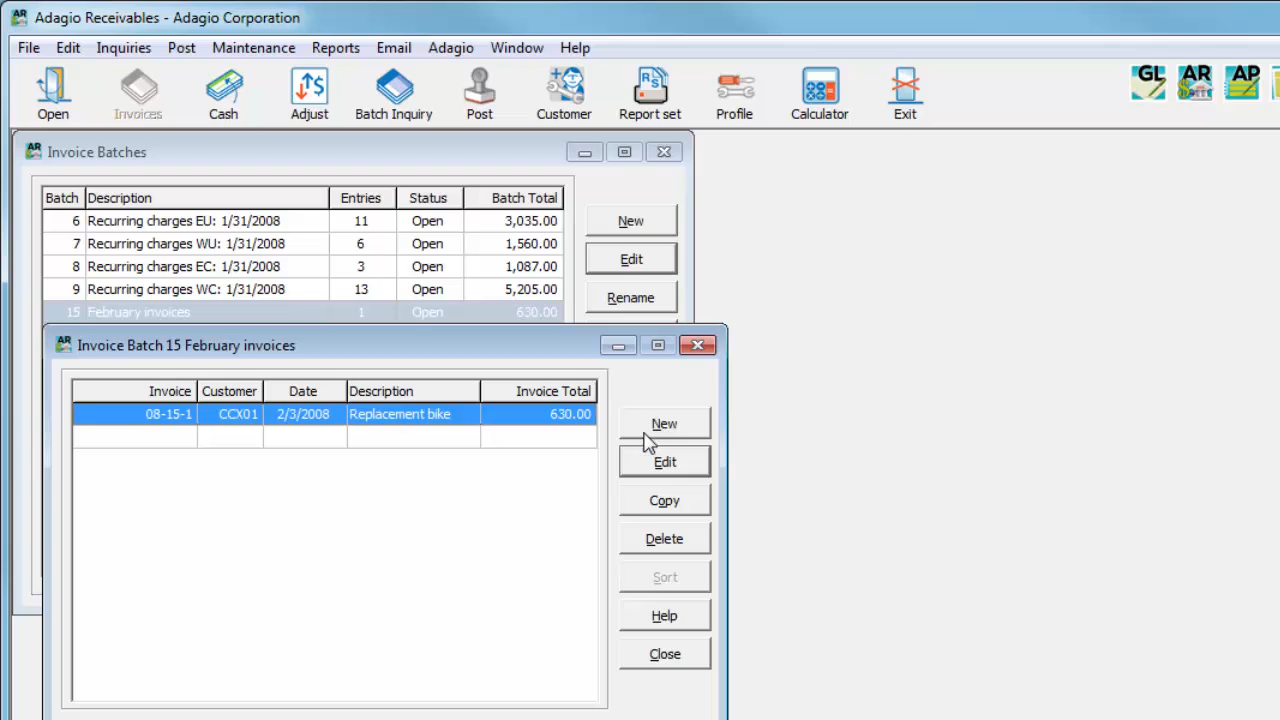 Adagio Receivables - Adagio Corporation
File Edit Inquiries Post Maintenance Reports Email Adagio Window Help
Open Invoices Cash Adjust Batch Inquiry Post Customer Report set Profile Calculator Exit
GL AR AP
Invoice Batches
Batch Description Entries Status Batch Total
6 Recurring charges EU: 1/31/2008 11 Open 3,035.00
7 Recurring charges WU: 1/31/2008 6 Open 1,560.00
8 Recurring charges EC: 1/31/2008 3 Open 1,087.00
9 Recurring charges WC: 1/31/2008 13 Open 5,205.00
15 February invoices 1 Open 630.00
New
Edit
Rename
Invoice Batch 15 February invoices
Invoice Customer Date Description Invoice Total
08-15-1 CCX01 2/3/2008 Replacement bike 630.00
New
Edit
Copy
Delete
Sort
Help
Close